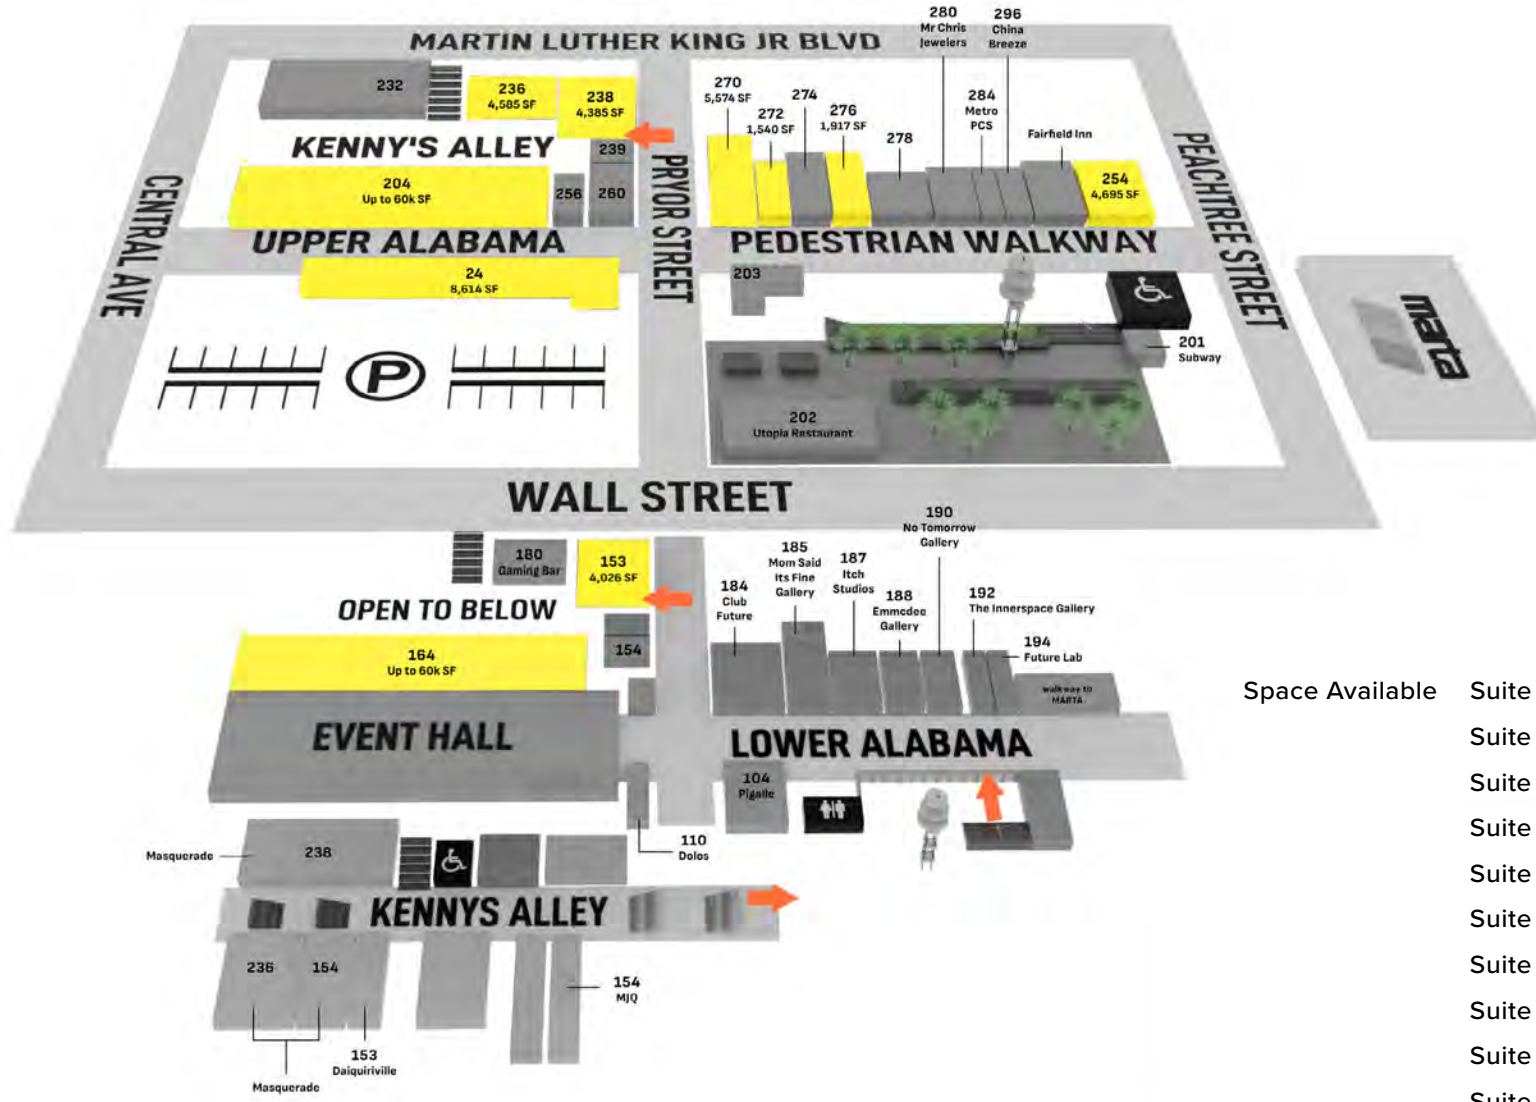 MARTIN LUTHER KING JR BLVD
280
Mr Chris
Jewelers
296
China
Breeze
232
236
4,585 SF
238
4,385 SF
270
5,574 SF
272
1,540 SF
274
276
1,917 SF
278
284
Metro
PCS
Fairfield Inn
254
4,695 SF
KENNY'S ALLEY
239
204
Up to 60k SF
256
260
CENTRAL AVE
PRYOR STREET
PEACHTREE STREET
UPPER ALABAMA
PEDESTRIAN WALKWAY
24
8,614 SF
203
marta
201
Subway
P
202
Utopia Restaurant
WALL STREET
180
Gaming Bar
153
4,026 SF
184
Club
Future
185
Mom Said
Its Fine
Gallery
187
Itch
Studios
188
Emmcdee
Gallery
190
No Tomorrow
Gallery
192
The Innerspace Gallery
194
Future Lab
OPEN TO BELOW
154
164
Up to 60k SF
walkway to
MARTA
EVENT HALL
LOWER ALABAMA
104
Pigalle
110
Dolos
Masquerade
238
KENNYS ALLEY
236
154
154
MJQ
153
Daiquiriville
Masquerade
Space Available Suite
Suite
Suite
Suite
Suite
Suite
Suite
Suite
Suite
Suite